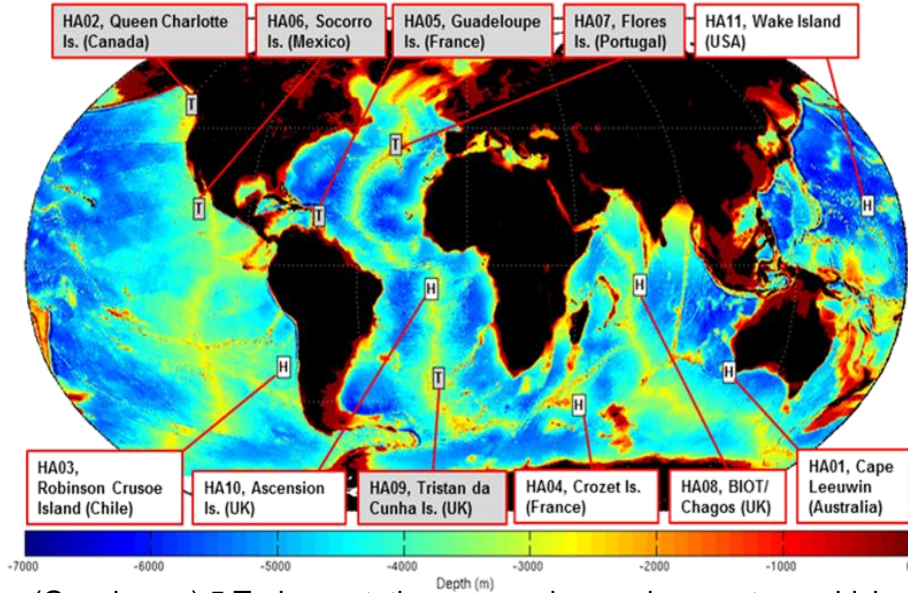 HA02, Queen Charlotte
Is. (Canada)
HA06, Socorro
Is. (Mexico)
HA05, Guadeloupe
Is. (France)
HA07, Flores
Is. (Portugal)
HA11, Wake Island
(USA)
T
T
T
T
H
H
H
H
T
H
H
HA03,
Robinson Crusoe
Island (Chile)
HA10, Ascension
Is. (UK)
HA09, Tristan da
Cunha Is. (UK)
HA04, Crozet Is.
(France)
HA08, BIOT/
Chagos (UK)
HA01, Cape
Leeuwin
(Australia)
-7000 -6000 -5000 -4000 -3000 -2000 -1000
Depth (m)